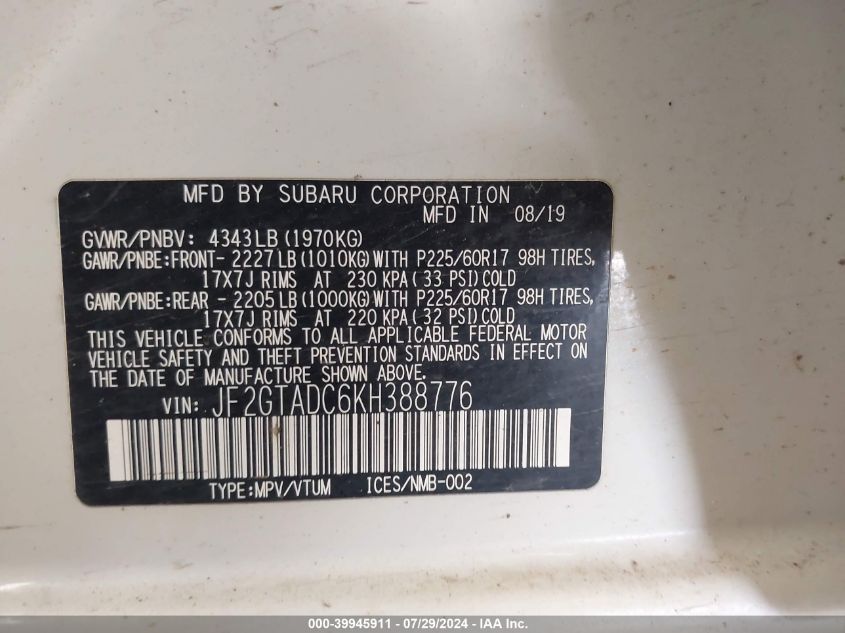 MFD BY SUBARU CORPORATION
MFD IN 08/19
GVWR/PNBV: 4343LB (1970KG)
GAWR/PNBE:FRONT- 2227 LB (1010KG) WITH P225/60R17 98H TIRES,
17X7J RIMS AT 230 KPA ( 33 PSI) COLD
GAWR/PNBE:REAR - 2205 LB (1000KG) WITH P225/60R17 98H TIRES,
17X7J RIMS AT 220 KPA ( 32 PSI) COLD
THIS VEHICLE CONFORMS TO ALL APPLICABLE FEDERAL MOTOR
VEHICLE SAFETY AND THEFT PREVENTION STANDARDS IN EFFECT ON
THE DATE OF MANUFACTURE SHOWN ABOVE.
VIN: JF2GTADC6KH388776
TYPE:MPV/VTUM ICES/NMB-002
000-39945911 - 07/29/2024 - IAA Inc.